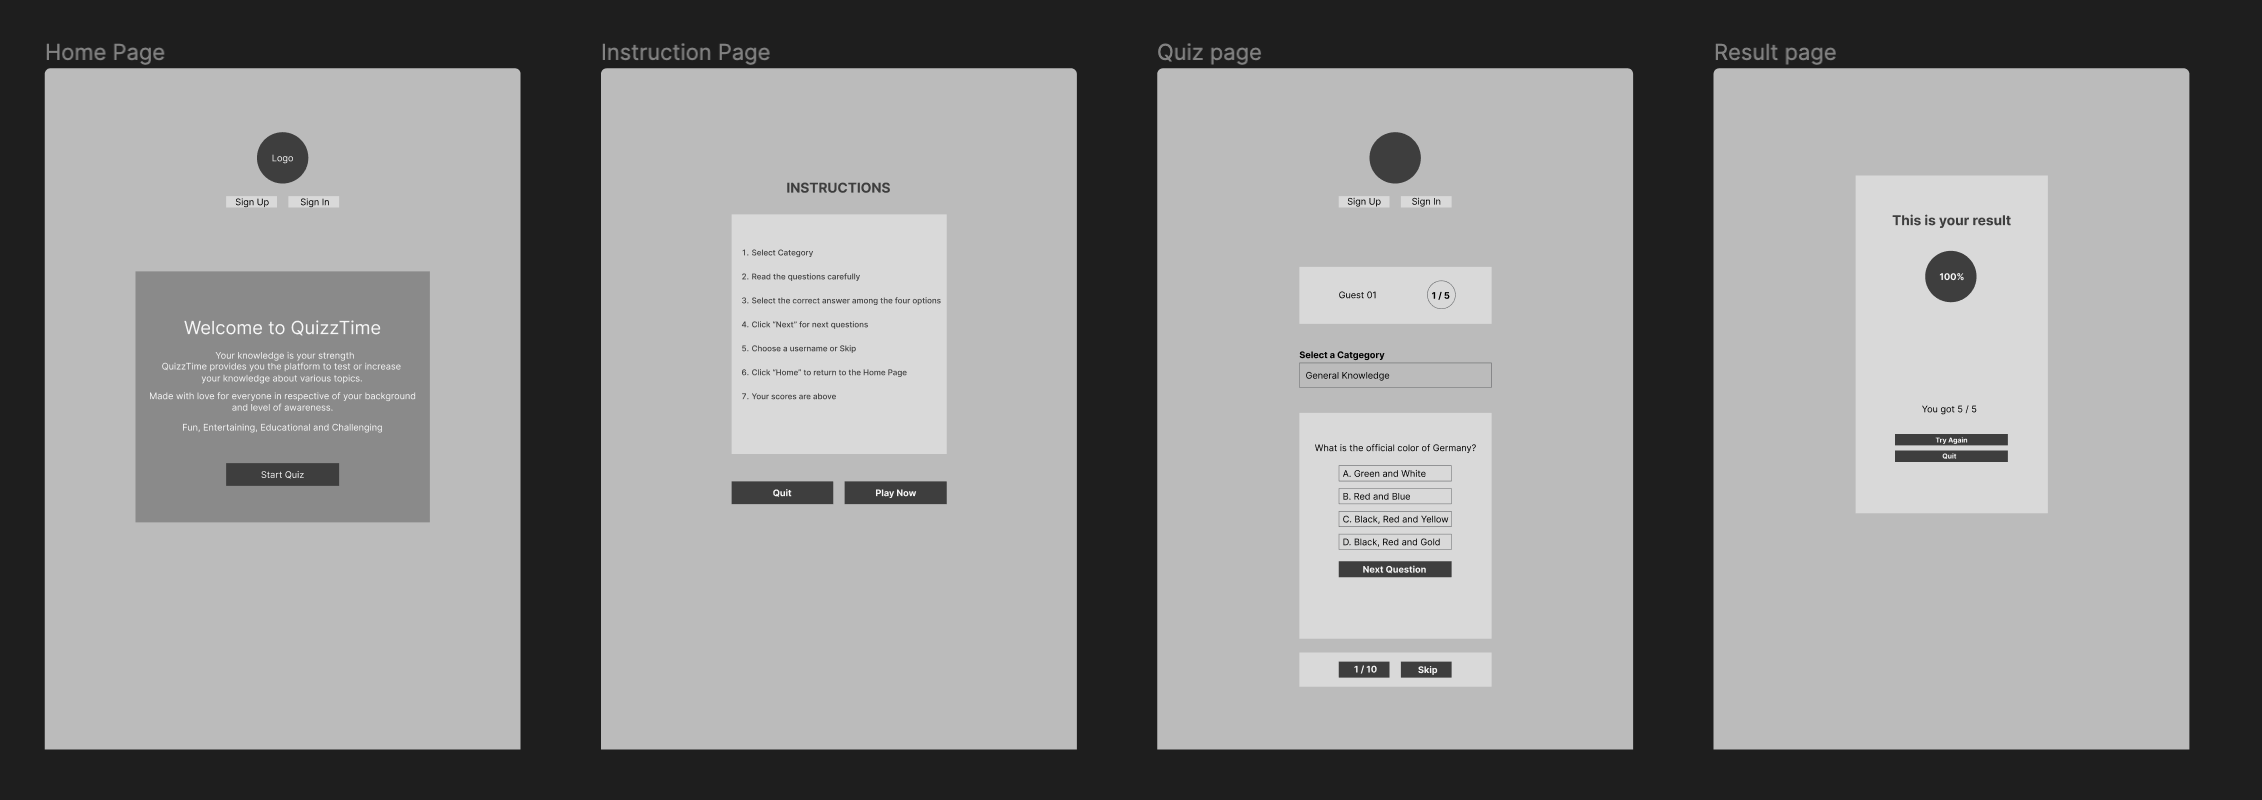 Home Page
Logo
Sign Up
Sign In
Welcome to QuizzTime
Your knowledge is your strength
QuizzTime provides you the platform to test or increase
your knowledge about various topics.
Made with love for everyone in respective of your background
and level of awareness.
Fun, Entertaining, Educational and Challenging
Start Quiz
Instruction Page
INSTRUCTIONS
1. Select Category
2. Read the questions carefully
3. Select the correct answer among the four options
4. Click "Next" for next questions
5. Choose a username or Skip
6. Click "Home" to return to the Home Page
7. Your scores are above
Quit
Play Now
Quiz page
Sign Up
Sign In
Guest 01
1 / 5
Select a Catgegory
General Knowledge
What is the official color of Germany?
A. Green and White
B. Red and Blue
C. Black, Red and Yellow
D. Black, Red and Gold
Next Question
1 / 10
Skip
Result page
This is your result
100%
You got 5 / 5
Try Again
Quit